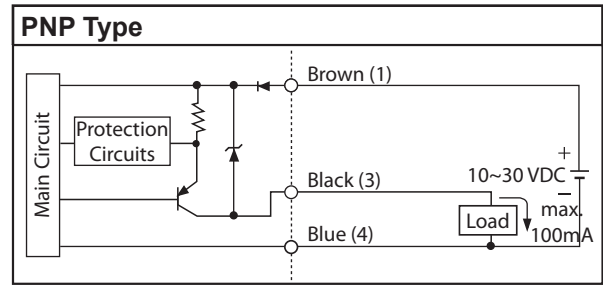 PNP Type
Brown (1)
Main Circuit
Protection
Circuits
+
10~30 VDC
−
Black (3)
Load
max.
100mA
Blue (4)